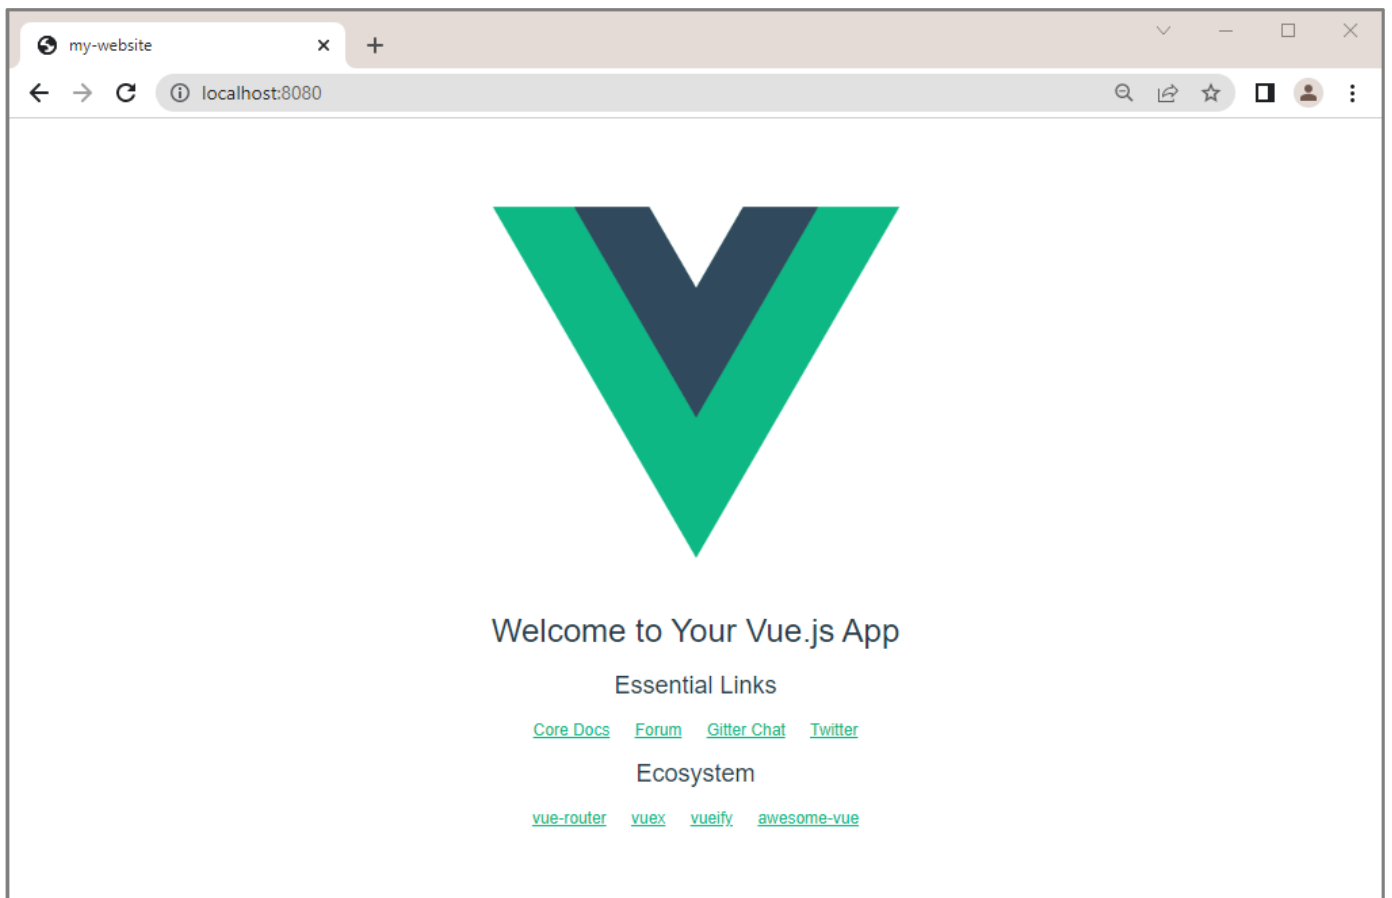 my-website
localhost:8080
Welcome to Your Vue.js App
Essential Links
Core Docs Forum Gitter Chat Twitter
Ecosystem
vue-router vuex vueify awesome-vue